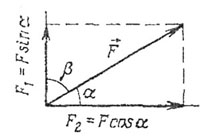 F₁ = F sin α
β
F⃗
α
F₂ = F cos α